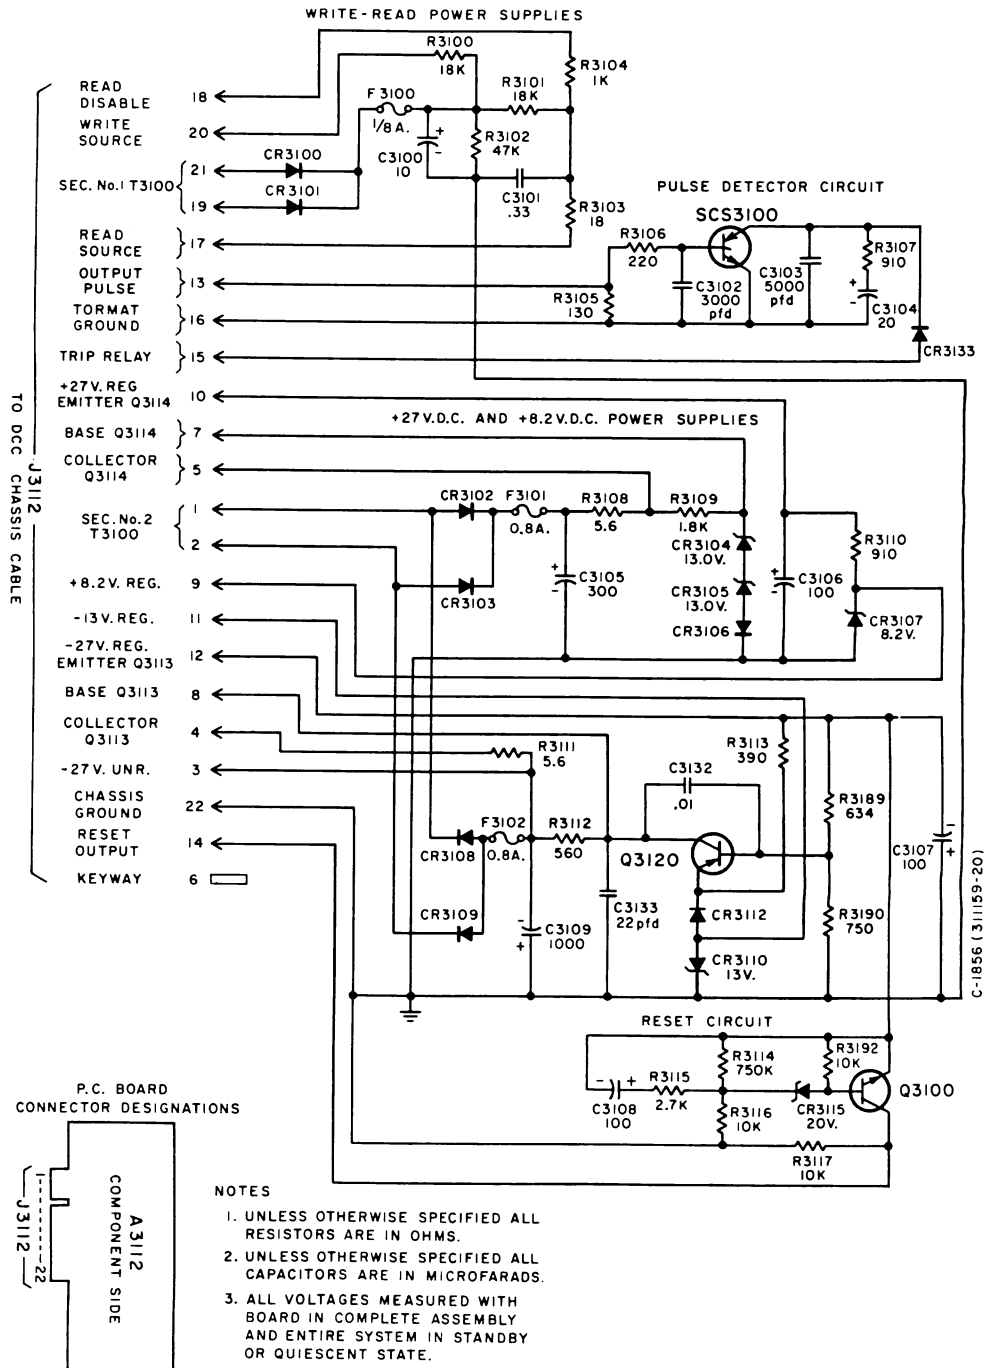 WRITE-READ POWER SUPPLIES
R3100
18K
R3104
1K
READ
DISABLE 18
F3100
1/8A.
R3101
18K
WRITE
SOURCE 20
+
-
C3100
10
R3102
47K
CR3100
21
SEC. No.1 T3100
CR3101
19
C3101
.33
R3103
18
PULSE DETECTOR CIRCUIT
SCS3100
READ
SOURCE 17
R3106
220
R3107
910
OUTPUT
PULSE 13
C3102
3000
pfd
C3103
5000
pfd
+
-
C3104
20
R3105
130
TORMAT
GROUND 16
CR3133
TRIP RELAY 15
+27V. REG
EMITTER Q3114 10
+27V.D.C. AND +8.2V.D.C. POWER SUPPLIES
BASE Q3114 7
COLLECTOR
Q3114 5
CR3102
F3101
0.8A.
R3108
5.6
R3109
1.8K
1
SEC. No.2
T3100
2
CR3104
13.0V.
R3110
910
+8.2V. REG. 9
CR3103
+
-
C3105
300
CR3105
13.0V.
+
-
C3106
100
-13V. REG. 11
CR3106
CR3107
8.2V.
-27V. REG.
EMITTER Q3113 12
BASE Q3113 8
COLLECTOR
Q3113 4
R3111
5.6
R3113
390
-27V. UNR. 3
C3132
.01
CHASSIS
GROUND 22
R3189
634
RESET
OUTPUT 14
CR3108
F3102
0.8A.
R3112
560
Q3120
-
+
C3107
100
KEYWAY 6
CR3109
-
+
C3109
1000
C3133
22pfd
CR3112
R3190
750
CR3110
13V.
TO DCC CHASSIS CABLE
J3112
C-1856 (311159-20)
RESET CIRCUIT
R3114
750K
R3192
10K
-
+
C3108
100
R3115
2.7K
R3116
10K
CR3115
20V.
Q3100
R3117
10K
P.C. BOARD
CONNECTOR DESIGNATIONS
J3112
1-------22
A3112
COMPONENT SIDE
NOTES
1. UNLESS OTHERWISE SPECIFIED ALL
RESISTORS ARE IN OHMS.
2. UNLESS OTHERWISE SPECIFIED ALL
CAPACITORS ARE IN MICROFARADS.
3. ALL VOLTAGES MEASURED WITH
BOARD IN COMPLETE ASSEMBLY
AND ENTIRE SYSTEM IN STANDBY
OR QUIESCENT STATE.